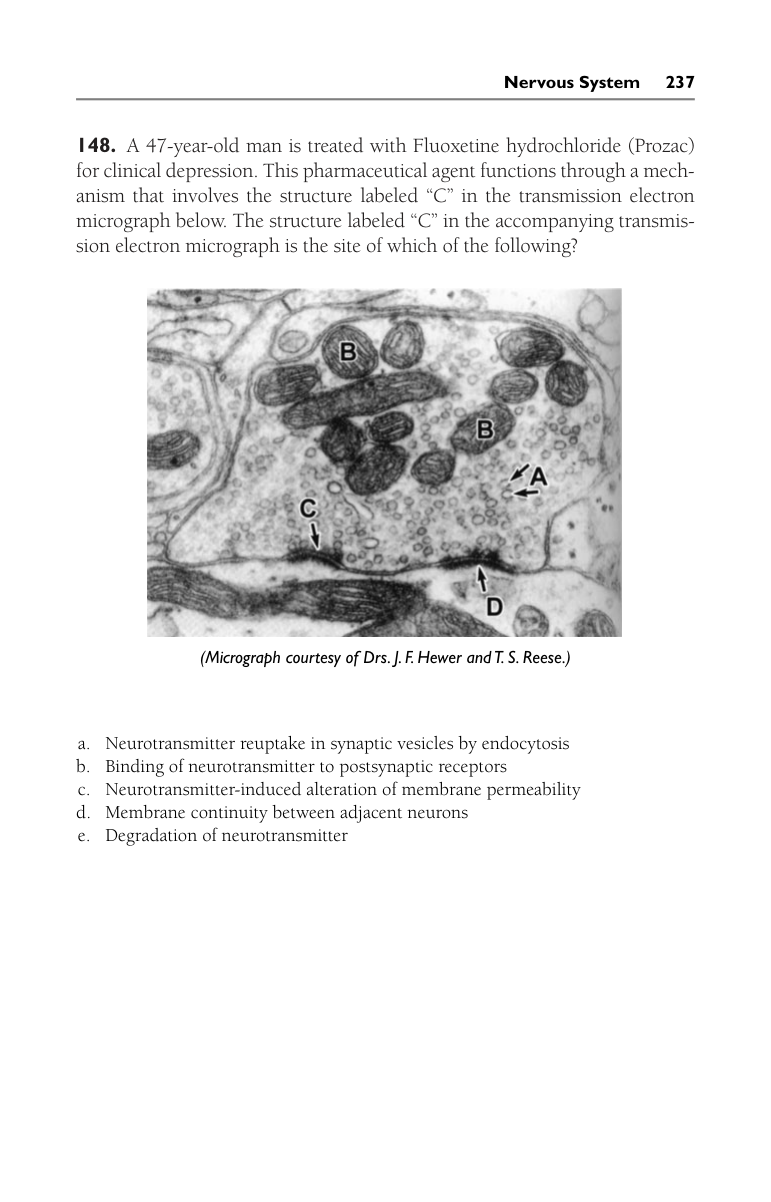 Nervous System 237
148. A 47-year-old man is treated with Fluoxetine hydrochloride (Prozac)
for clinical depression. This pharmaceutical agent functions through a mech-
anism that involves the structure labeled “C” in the transmission electron
micrograph below. The structure labeled “C” in the accompanying transmis-
sion electron micrograph is the site of which of the following?
B
B
A
C
D
(Micrograph courtesy of Drs. J. F. Hewer and T. S. Reese.)
a. Neurotransmitter reuptake in synaptic vesicles by endocytosis
b. Binding of neurotransmitter to postsynaptic receptors
c. Neurotransmitter-induced alteration of membrane permeability
d. Membrane continuity between adjacent neurons
e. Degradation of neurotransmitter